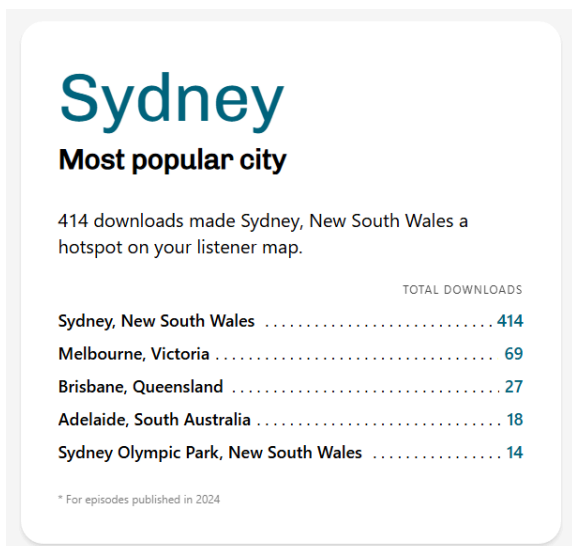 Sydney
Most popular city
414 downloads made Sydney, New South Wales a
hotspot on your listener map.
TOTAL DOWNLOADS
Sydney, New South Wales ............................ 414
Melbourne, Victoria .................................. 69
Brisbane, Queensland ................................. 27
Adelaide, South Australia .............................. 18
Sydney Olympic Park, New South Wales ................ 14
* For episodes published in 2024